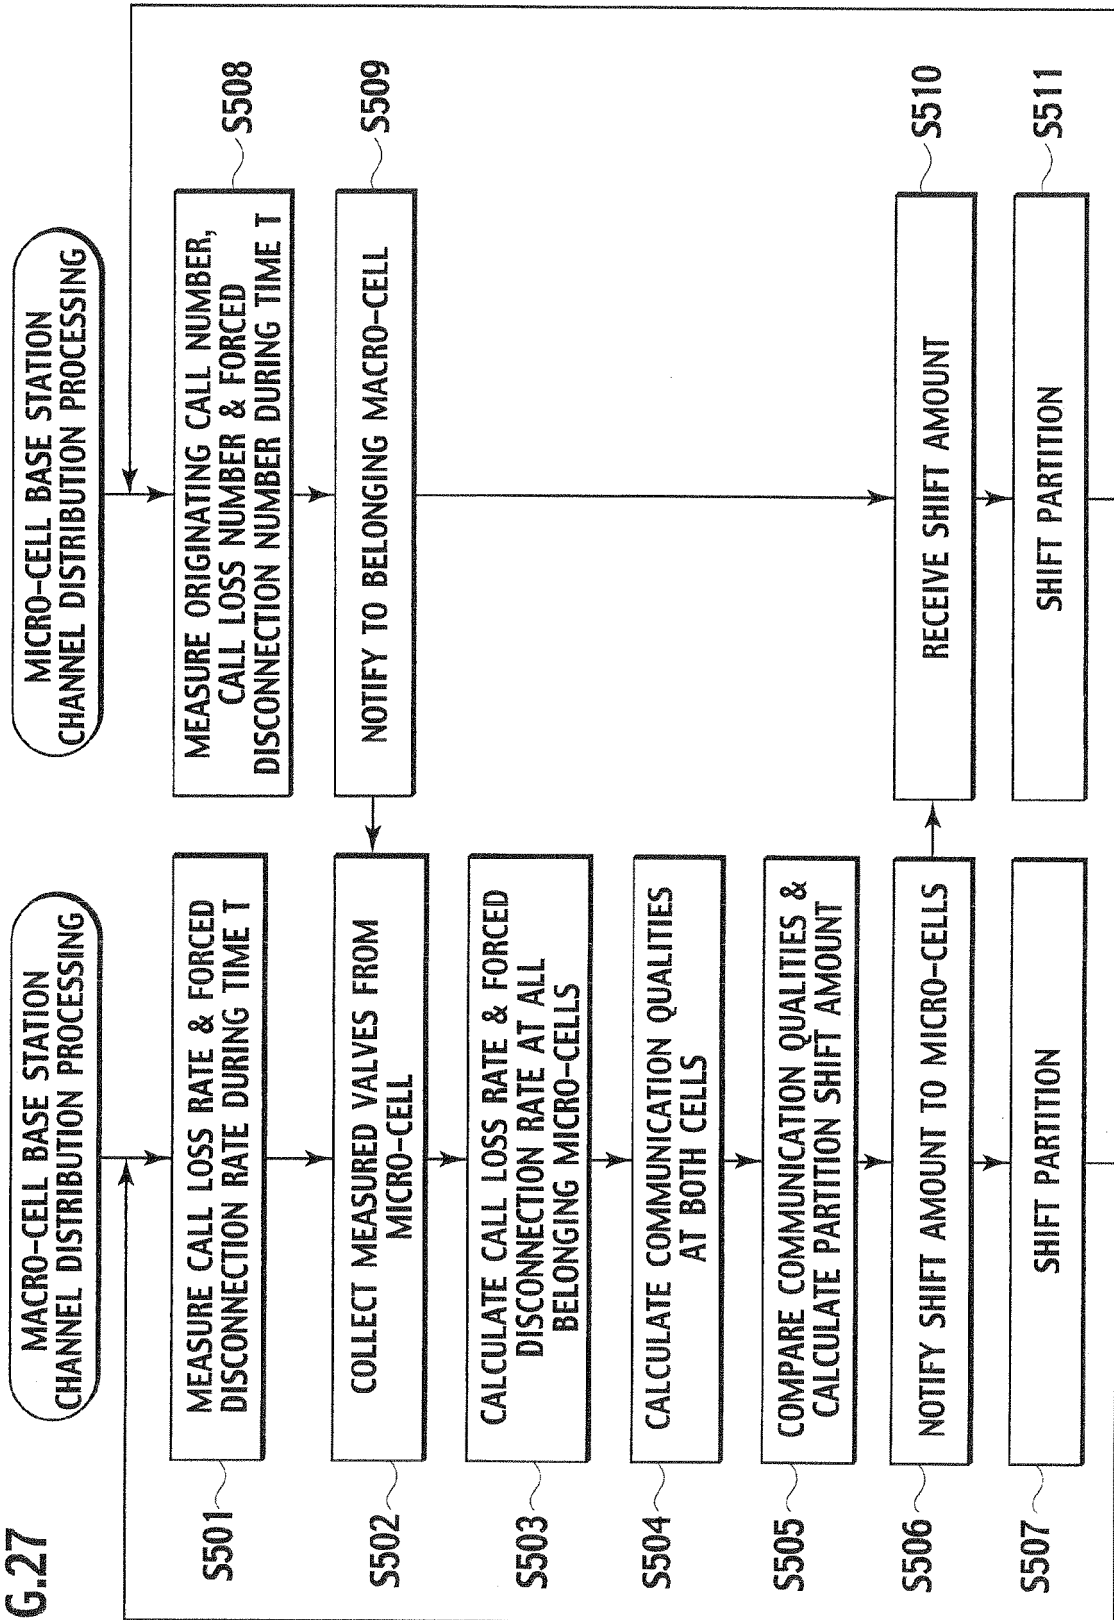 G.27
MACRO-CELL BASE STATION
CHANNEL DISTRIBUTION PROCESSING
S501
MEASURE CALL LOSS RATE & FORCED
DISCONNECTION RATE DURING TIME T
S502
COLLECT MEASURED VALVES FROM
MICRO-CELL
S503
CALCULATE CALL LOSS RATE & FORCED
DISCONNECTION RATE AT ALL
BELONGING MICRO-CELLS
S504
CALCULATE COMMUNICATION QUALITIES
AT BOTH CELLS
S505
COMPARE COMMUNICATION QUALITIES &
CALCULATE PARTITION SHIFT AMOUNT
S506
NOTIFY SHIFT AMOUNT TO MICRO-CELLS
S507
SHIFT PARTITION
MICRO-CELL BASE STATION
CHANNEL DISTRIBUTION PROCESSING
MEASURE ORIGINATING CALL NUMBER,
CALL LOSS NUMBER & FORCED
DISCONNECTION NUMBER DURING TIME T
S508
NOTIFY TO BELONGING MACRO-CELL
S509
RECEIVE SHIFT AMOUNT
S510
SHIFT PARTITION
S511